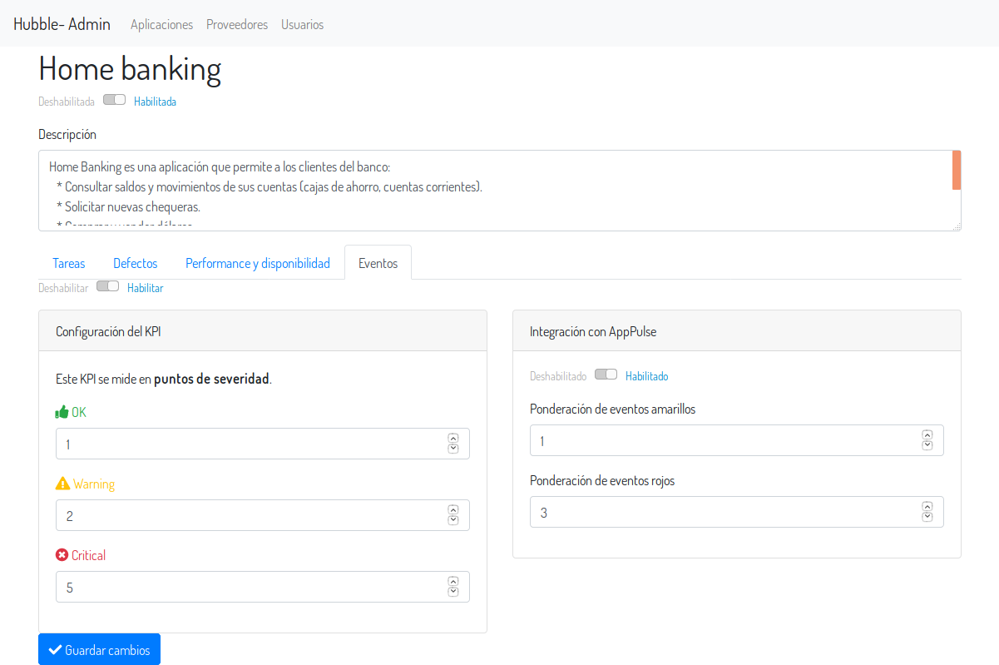 Hubble- Admin Aplicaciones Proveedores Usuarios
Home banking
Deshabilitada Habilitada
Descripción
Home Banking es una aplicación que permite a los clientes del banco:
* Consultar saldos y movimientos de sus cuentas (cajas de ahorro, cuentas corrientes).
* Solicitar nuevas chequeras.
Tareas Defectos Performance y disponibilidad Eventos
Deshabilitar Habilitar
Configuración del KPI
Este KPI se mide en puntos de severidad.
OK
1
Warning
2
Critical
5
Integración con AppPulse
Deshabilitado Habilitado
Ponderación de eventos amarillos
1
Ponderación de eventos rojos
3
Guardar cambios